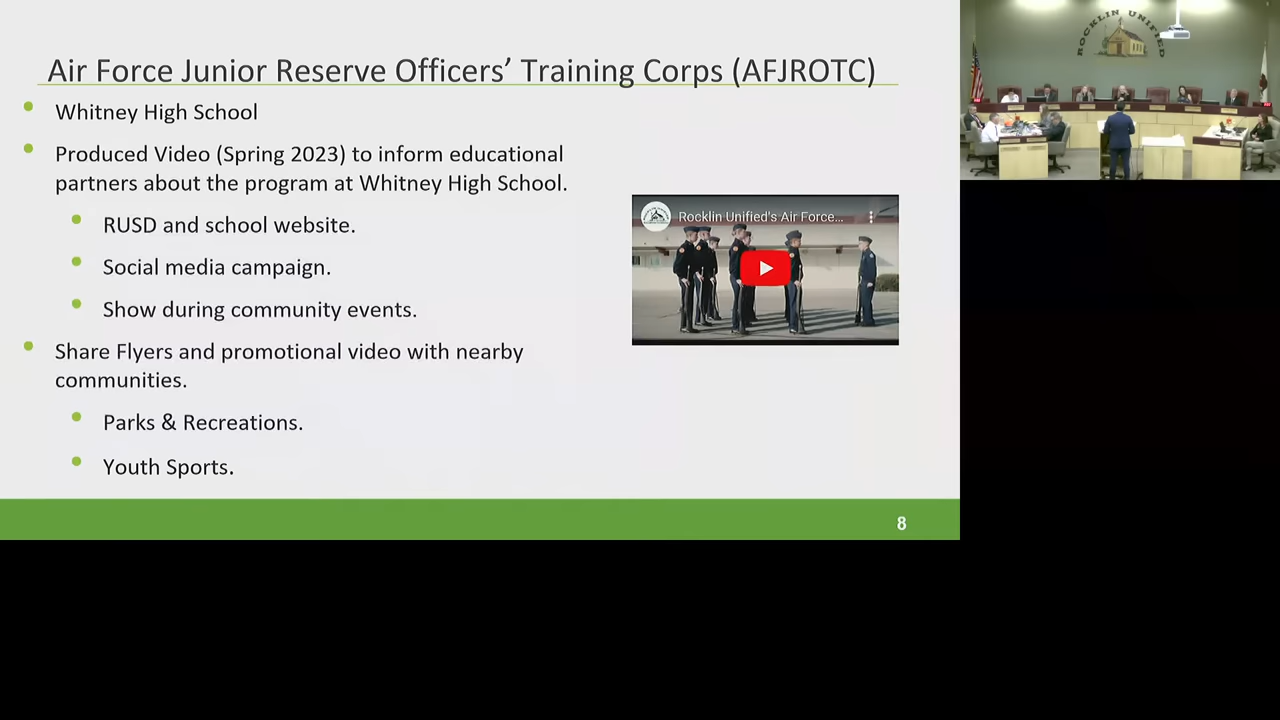 Air Force Junior Reserve Officers’ Training Corps (AFJROTC)
Whitney High School
Produced Video (Spring 2023) to inform educational
partners about the program at Whitney High School.
RUSD and school website.
Social media campaign.
Show during community events.
Share Flyers and promotional video with nearby
communities.
Parks & Recreations.
Youth Sports.
Rocklin Unified's Air Force...
8
ROCKLIN UNIFIED